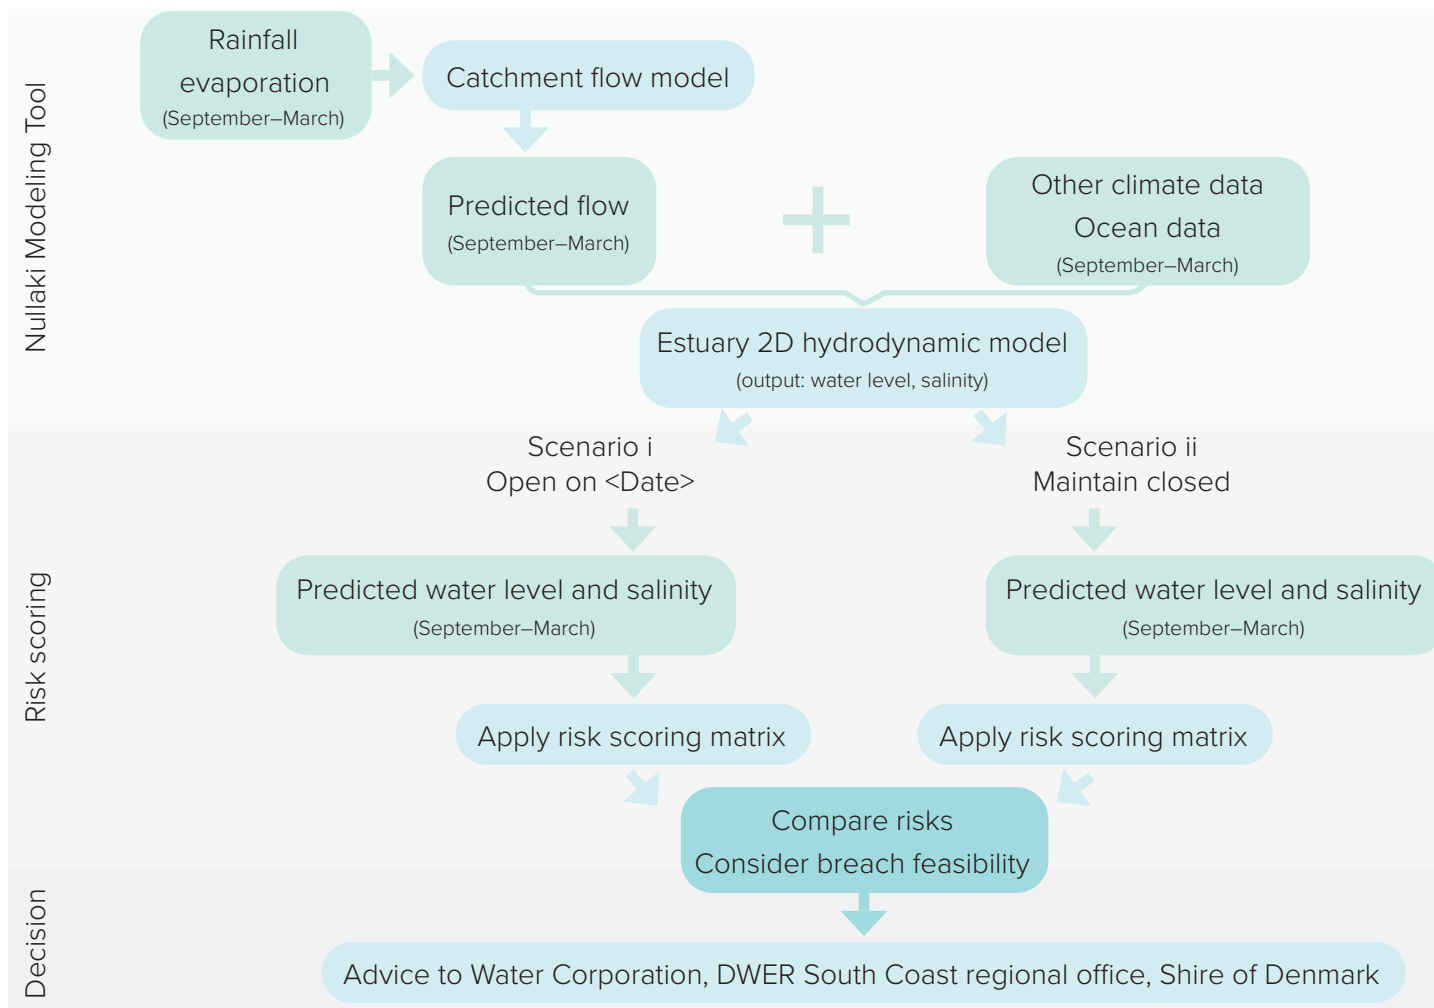 Nullaki Modeling Tool
Rainfall
evaporation
(September–March)
Catchment flow model
Predicted flow
(September–March)
Other climate data
Ocean data
(September–March)
Estuary 2D hydrodynamic model
(output: water level, salinity)
Risk scoring
Scenario i
Open on <Date>
Scenario ii
Maintain closed
Predicted water level and salinity
(September–March)
Predicted water level and salinity
(September–March)
Apply risk scoring matrix
Apply risk scoring matrix
Compare risks
Consider breach feasibility
Decision
Advice to Water Corporation, DWER South Coast regional office, Shire of Denmark